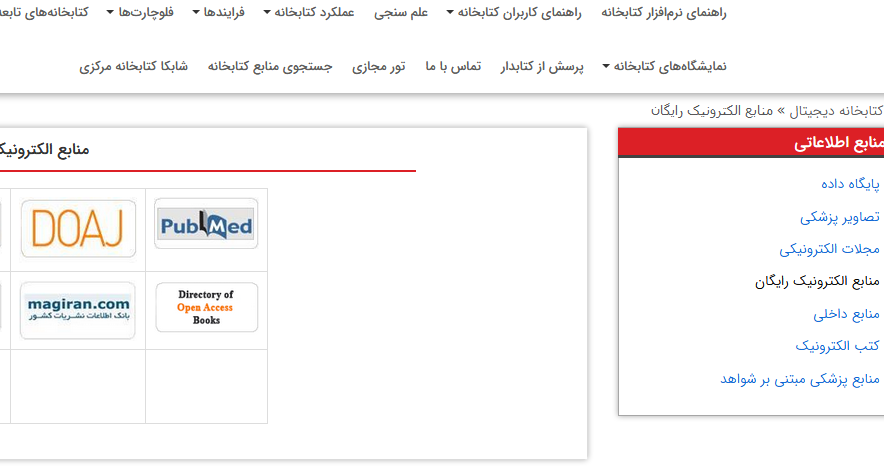 راهنمای نرم‌افزار کتابخانه راهنمای کاربران کتابخانه علم سنجی عملکرد کتابخانه فرایندها فلوچارت‌ها کتابخانه‌های تابعه
نمایشگاه‌های کتابخانه پرسش از کتابدار تماس با ما تور مجازی جستجوی منابع کتابخانه شابکا کتابخانه مرکزی
کتابخانه دیجیتال » منابع الکترونیک رایگان
منابع اطلاعاتی
پایگاه داده
تصاویر پزشکی
مجلات الکترونیکی
منابع الکترونیک رایگان
منابع داخلی
کتب الکترونیک
منابع پزشکی مبتنی بر شواهد
منابع الکترونیک
PubMed
DOAJ
Directory of
Open Access
Books
magiran.com
بانک اطلاعات نشریات کشور